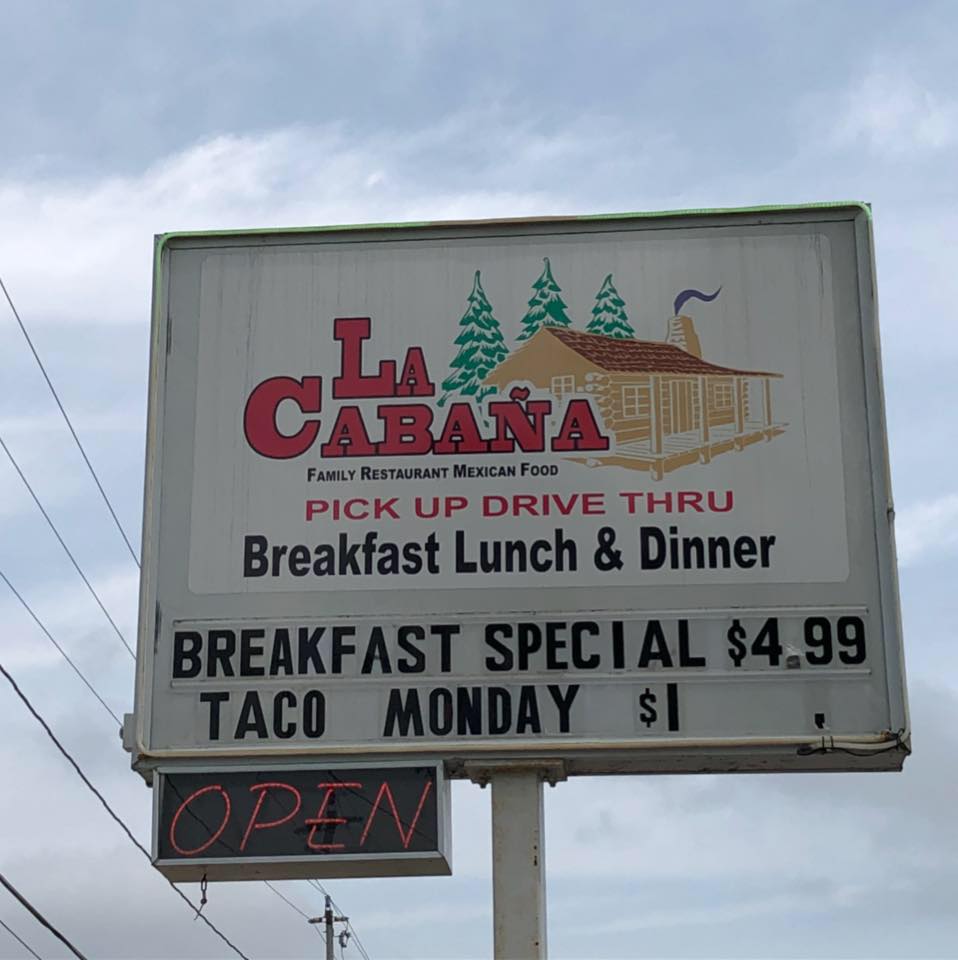 LA
CABAÑA
FAMILY RESTAURANT MEXICAN FOOD
PICK UP DRIVE THRU
Breakfast Lunch & Dinner
BREAKFAST SPECIAL $4.99
TACO MONDAY $1
OPEN